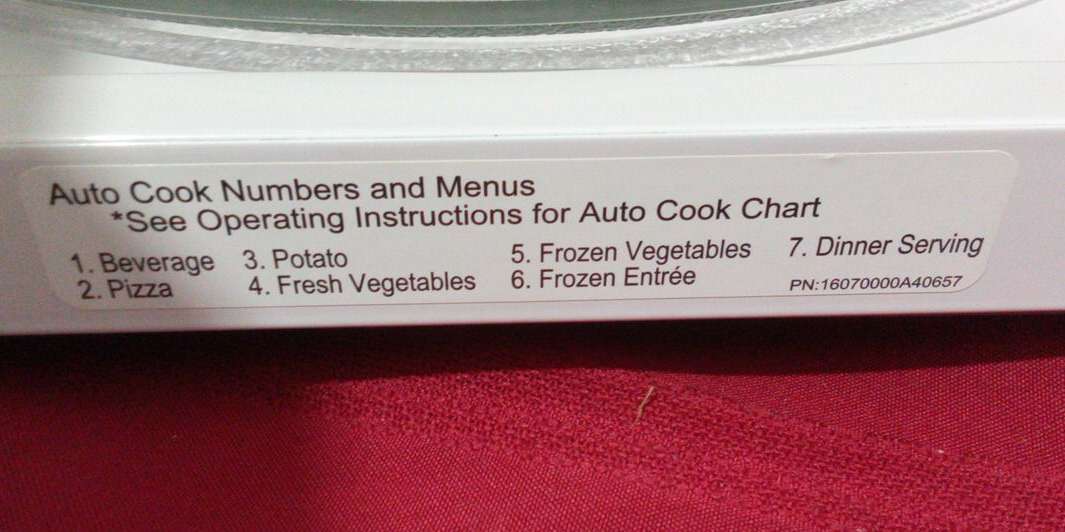 Auto Cook Numbers and Menus
*See Operating Instructions for Auto Cook Chart
1. Beverage 3. Potato 5. Frozen Vegetables 7. Dinner Serving
2. Pizza 4. Fresh Vegetables 6. Frozen Entrée PN:16070000A40657